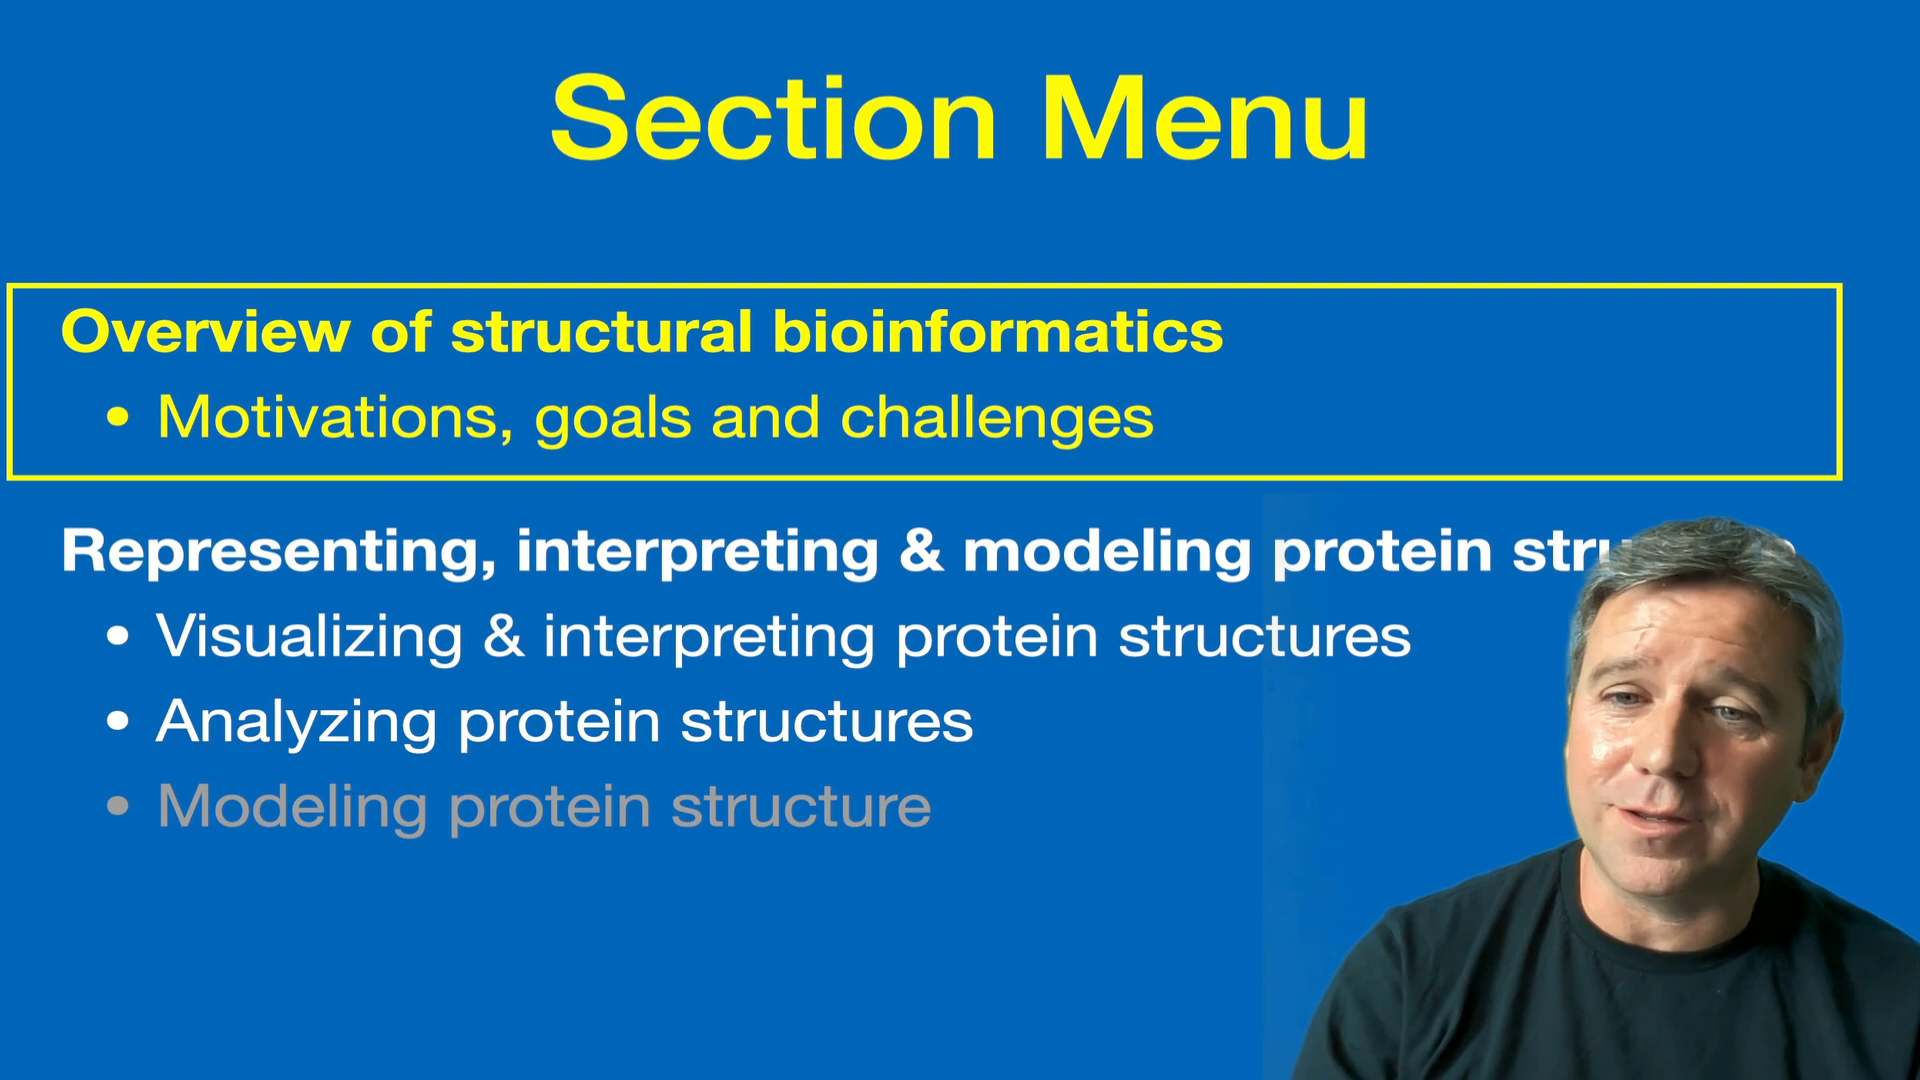 Section Menu
Overview of structural bioinformatics
• Motivations, goals and challenges
Representing, interpreting & modeling protein
• Visualizing & interpreting protein structures
• Analyzing protein structures
• Modeling protein structure